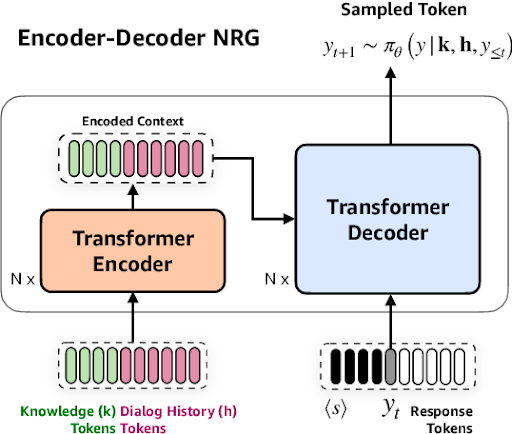 Encoder-Decoder NRG
Sampled Token
y_{t+1} ~ π_θ (y | k, h, y_{≤t})
Encoded Context
Transformer
Encoder
N x
Transformer
Decoder
N x
Knowledge (k) Dialog History (h)
Tokens Tokens
⟨s⟩ y_t Response
Tokens